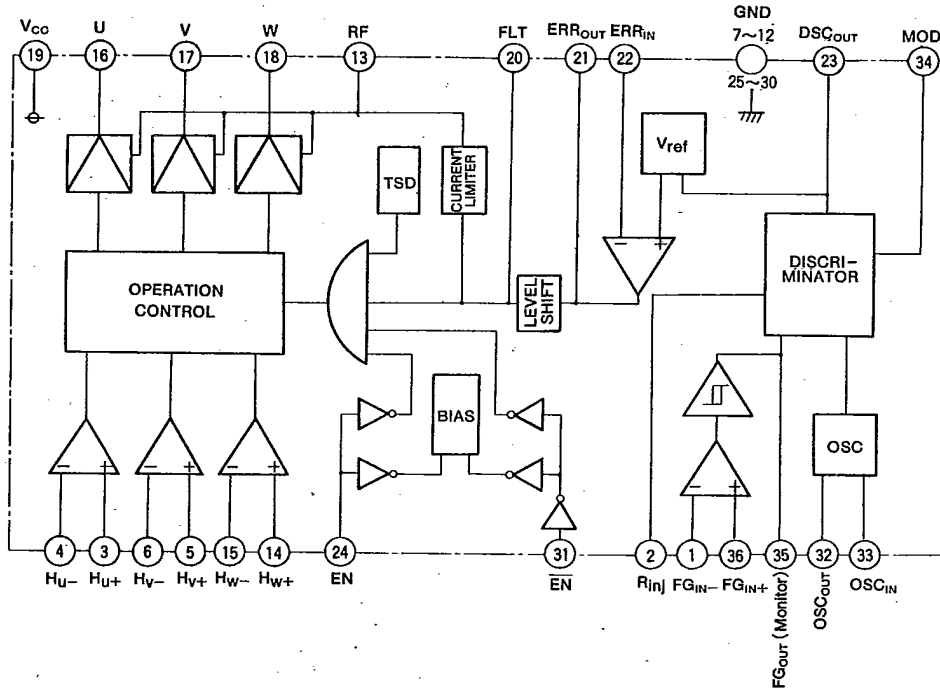 VCC U V W RF FLT ERROUT ERRIN GND DSCOUT MOD
19 16 17 18 13 20 21 22 7~12 23 34
25~30
Vref
TSD
CURRENT
LIMITER
OPERATION
CONTROL
LEVEL
SHIFT
DISCRI-
MINATOR
BIAS
OSC
- + - + - + - + - +
4 3 6 5 15 14 24 31 2 1 36 35 32 33
Hu- Hu+ Hv- Hv+ HW- HW+ EN EN Rinj FGIN- FGIN+ FGOUT (Monitor) OSCOUT OSCIN